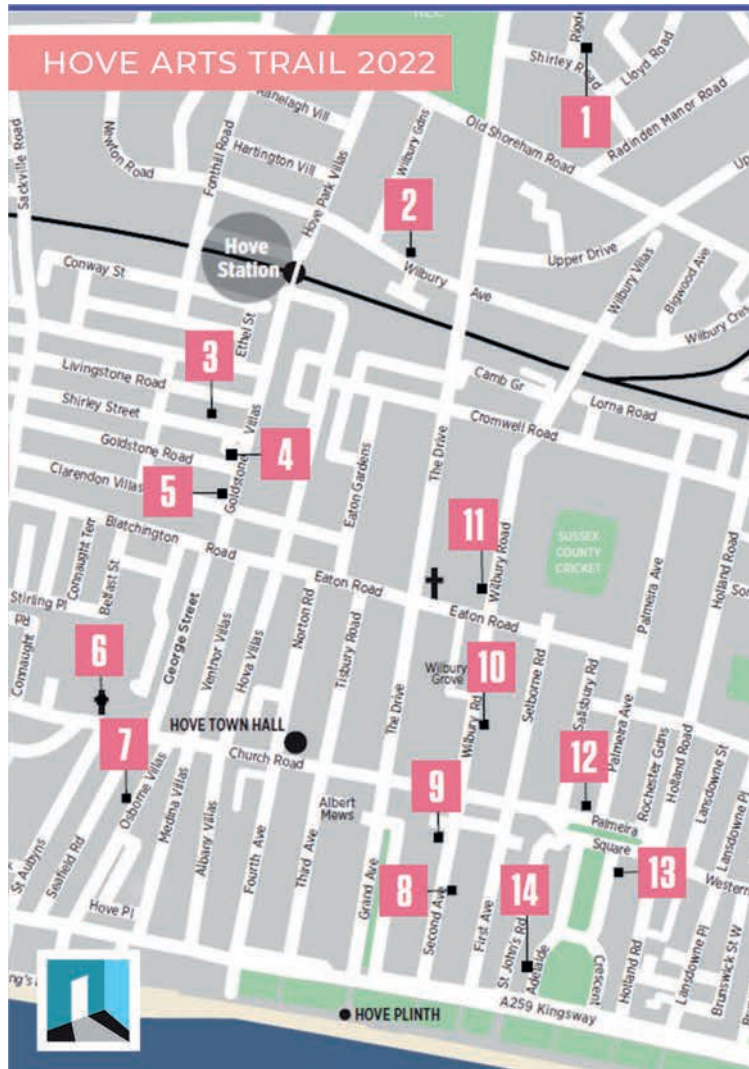 HOVE ARTS TRAIL 2022
Shirley Road
Lloyd Road
1
Old Shoreham Road
Radinden Manor Road
Sackville Road
Newton Road
Fonthill Road
Hartington Vill
Hove Park Villas
Wilbury Gdns
2
Hove
Station
Wilbury
Ave
Upper Drive
Wilbury Villas
Bigwood Ave
Conway St
Ethel St
3
Livingstone Road
Shirley Street
Goldstone Road
Clarendon Villas
4
5
Goldstone
Villas
Camb Gr
Cromwell Road
Lorna Road
The Drive
Eaton Gardens
Blatchington
Road
Connaught Terr
Belfast St
Stirling Pl
Connaught
Rd
Eaton Road
11
Wilbury Road
Eaton Road
SUSSEX
COUNTY
CRICKET
Palmeira Ave
Holland Road
6
George Street
Ventnor Villas
Hova Villas
Norton Rd
Tisbury Road
The Drive
Wilbury
Grove
10
Wilbury Rd
Selborne Rd
Salisbury Rd
Palmeira Ave
Rochester Gdns
Holland Road
Lansdowne St
HOVE TOWN HALL
Church Road
7
Osborne Villas
Medina Villas
Albany Villas
Fourth Ave
Third Ave
Albert
Mews
9
12
Palmeira
Square
Western
13
St Aubyns
Seafield Rd
Hove Pl
Grand Ave
8
Second Ave
First Ave
14
St John's Rd
Adelaide
Crescent
Holland Rd
Lansdowne Pl
Brunswick St W
A259 Kingsway
HOVE PLINTH